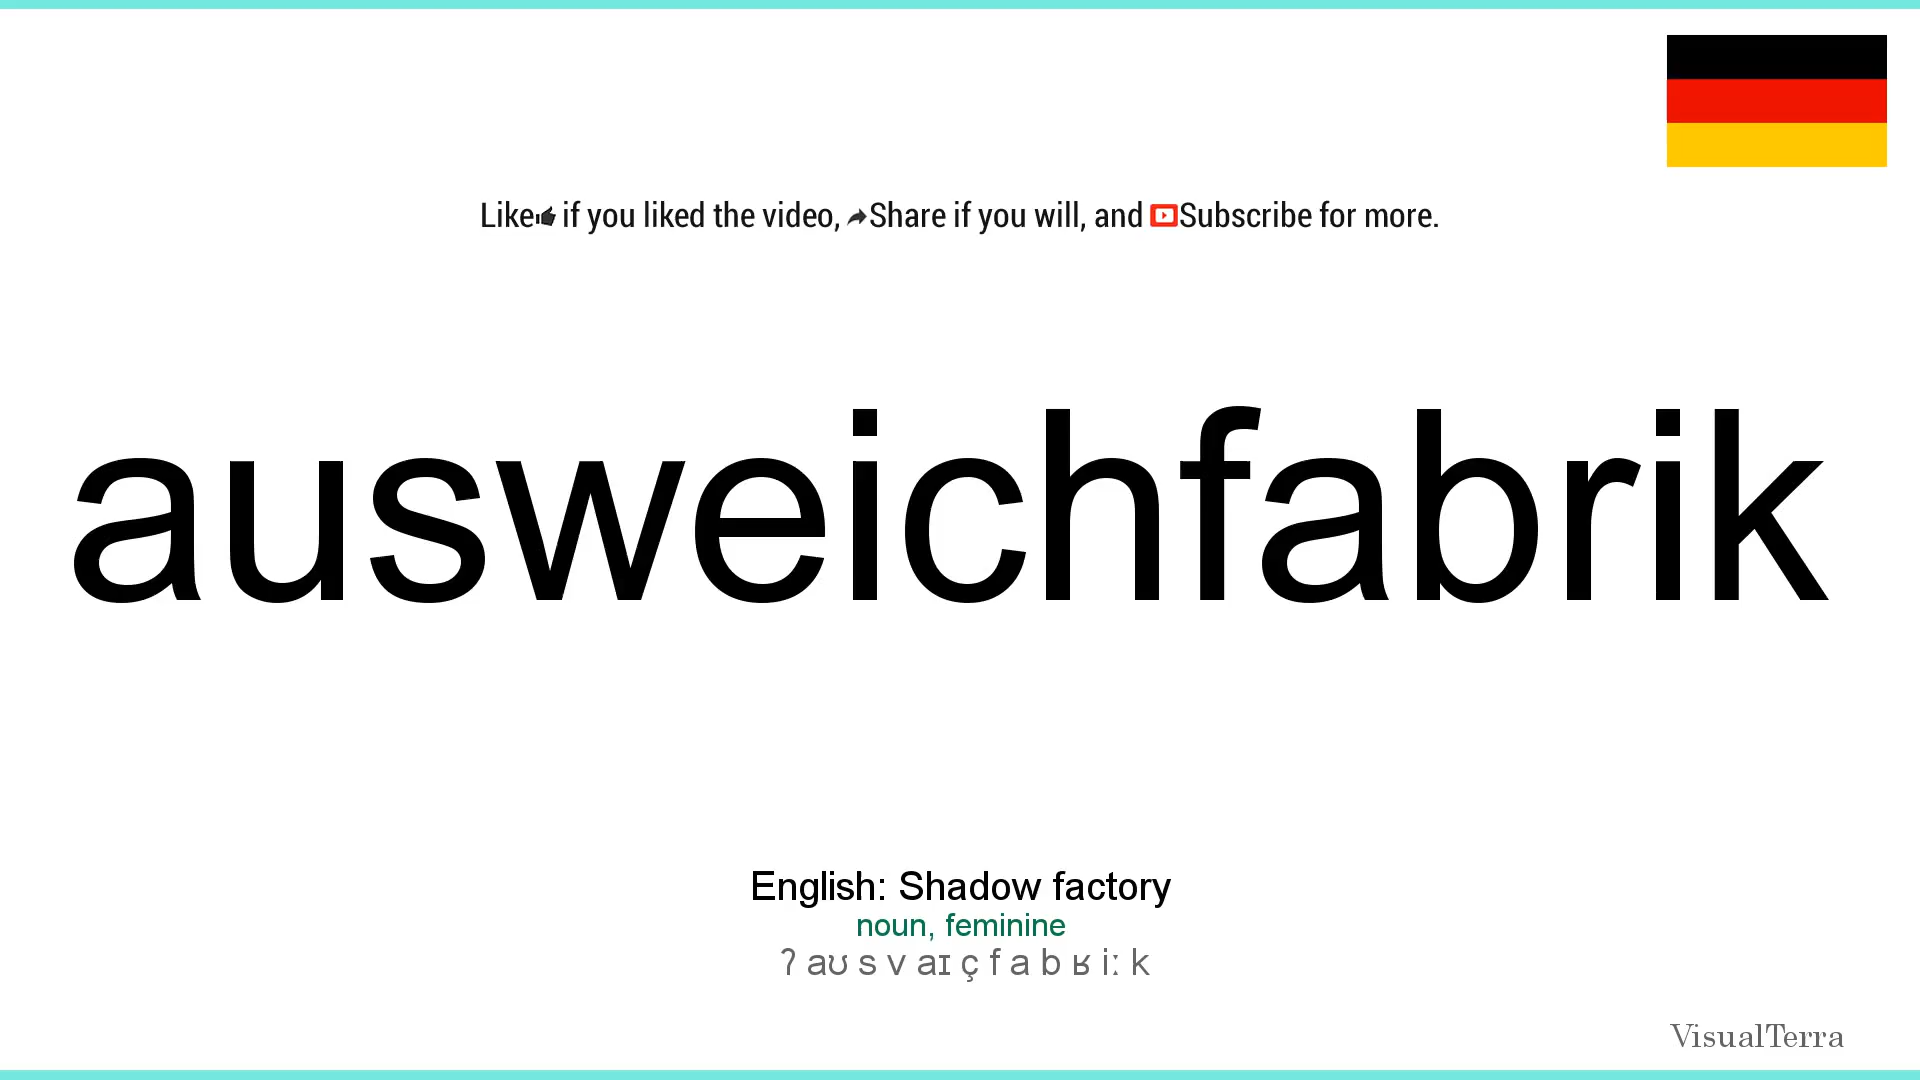 Like if you liked the video, Share if you will, and Subscribe for more.
ausweichfabrik
English: Shadow factory
noun, feminine
ʔ aʊ s v aɪ ç f a b ʁ iː k
VisualTerra